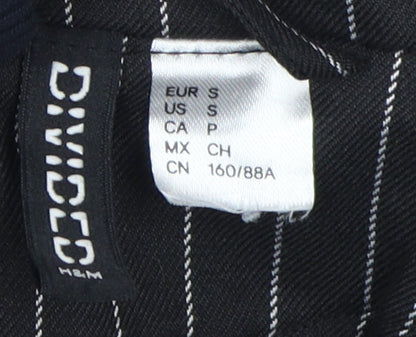 DIVIDED
H&M
EUR S
US S
CA P
MX CH
CN 160/88A